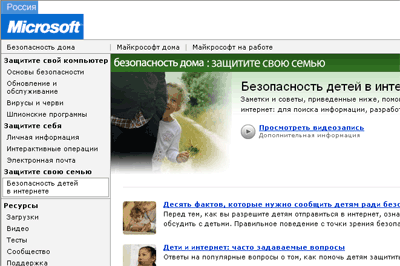 Россия
Microsoft
Безопасность дома
Майкрософт дома
Майкрософт на работе
Защитите свой компьютер
Основы безопасности
Обновление и
обслуживание
Вирусы и черви
Шпионские программы
Защитите себя
Личная информация
Интерактивные операции
Электронная почта
Защитите свою семью
Безопасность детей
в интернете
Ресурсы
Загрузки
Видео
Тесты
Сообщество
Поддержка
безопасность дома : защитите свою семью
Безопасность детей в инте
Заметки и советы, приведенные ниже, помо
интернет: для поиска информации, разработ
Просмотреть видеозапись
Дополнительная информация
Десять фактов, которые нужно сообщить детям ради безо
Перед тем, как вы разрешите детям отправиться в интернет, озна
обсудить с детьми. Правильное поведение с точки зрения безопа
Дети и интернет: часто задаваемые вопросы
Ответы на популярные вопросы о том, как помочь детям защитит